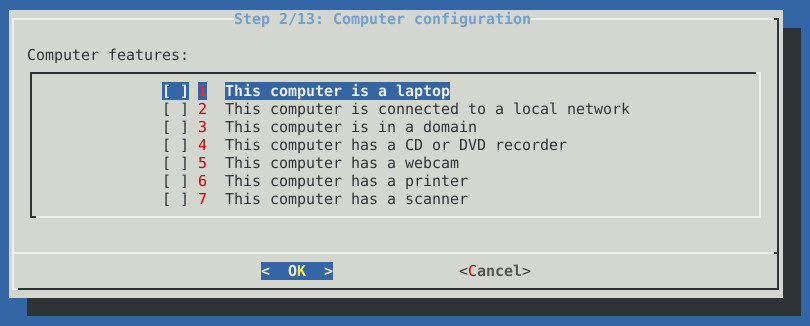 Step 2/13: Computer configuration
Computer features:
[ ] 1 This computer is a laptop
[ ] 2 This computer is connected to a local network
[ ] 3 This computer is in a domain
[ ] 4 This computer has a CD or DVD recorder
[ ] 5 This computer has a webcam
[ ] 6 This computer has a printer
[ ] 7 This computer has a scanner
< OK > <Cancel>